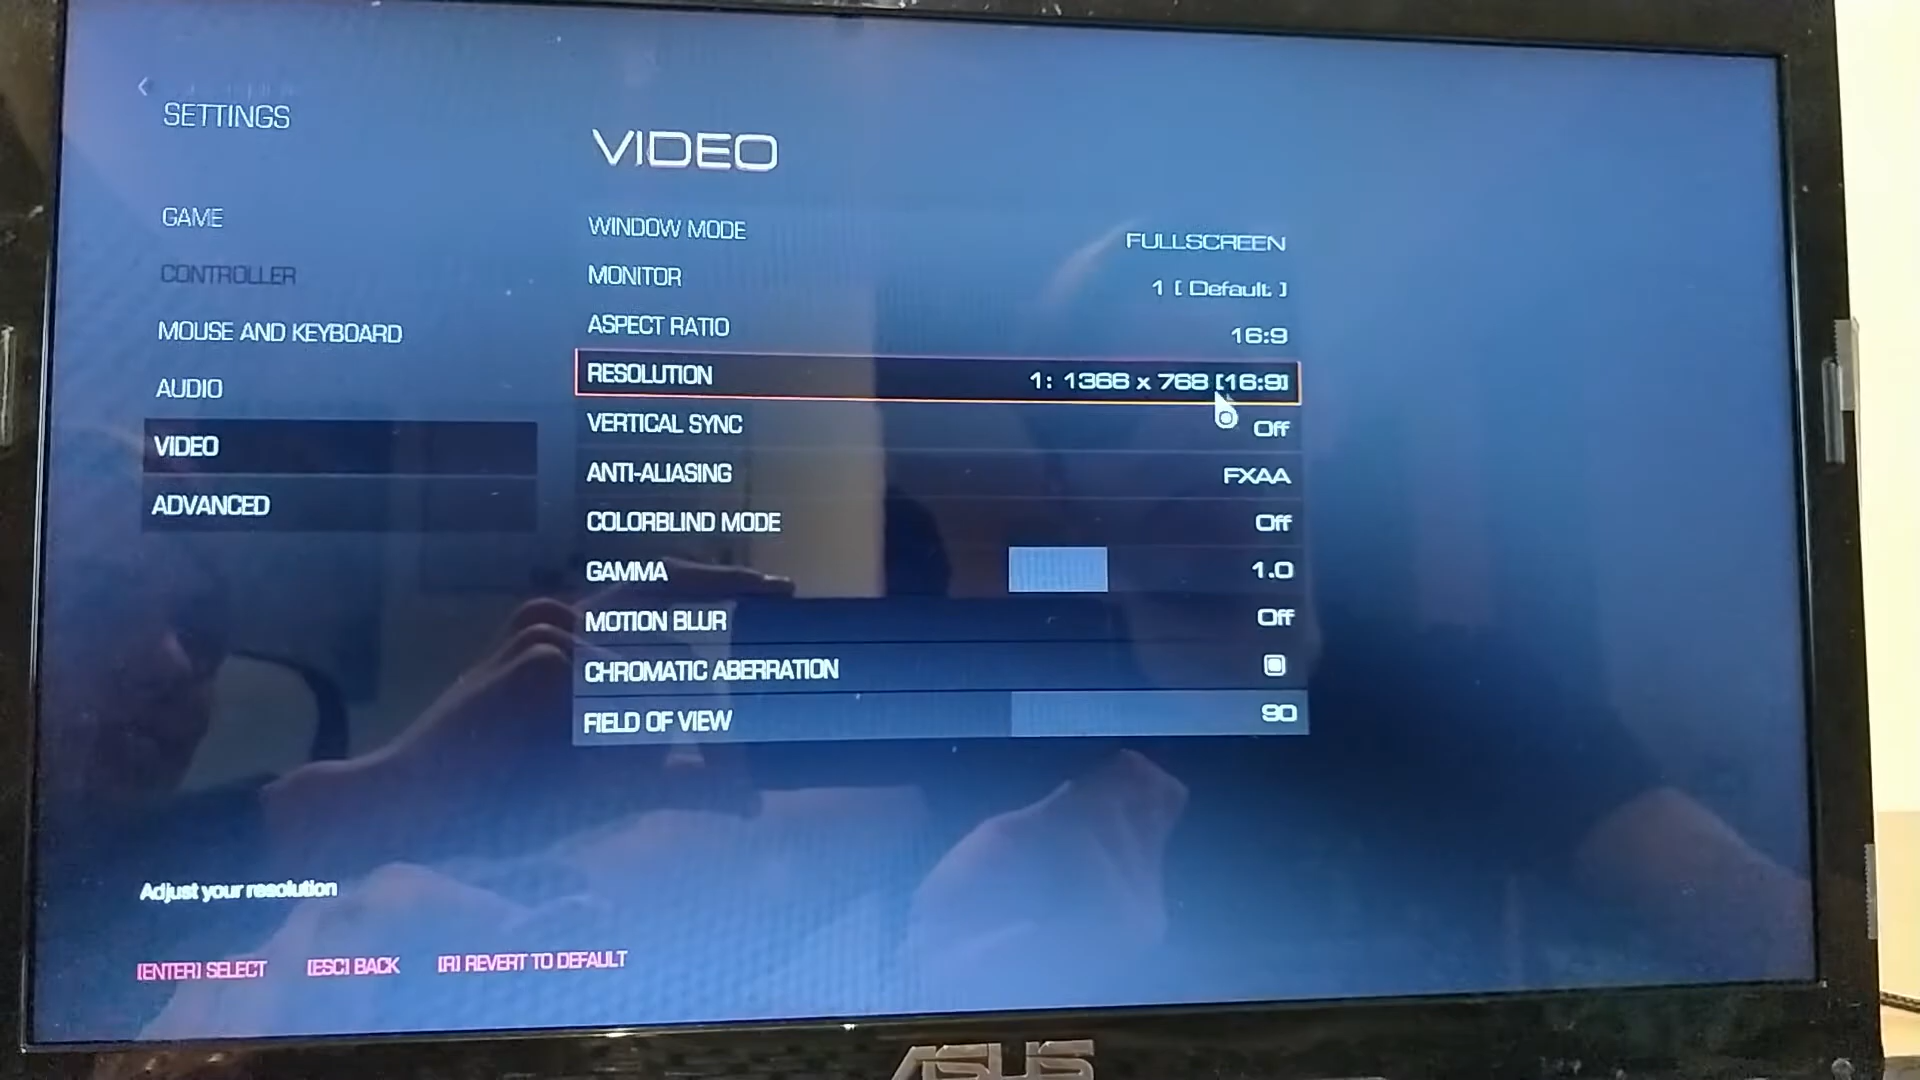 SETTINGS
GAME
CONTROLLER
MOUSE AND KEYBOARD
AUDIO
VIDEO
ADVANCED
VIDEO
WINDOW MODE FULLSCREEN
MONITOR 1 [ Default ]
ASPECT RATIO 16:9
RESOLUTION 1: 1366 x 768 [16:9]
VERTICAL SYNC Off
ANTI-ALIASING FXAA
COLORBLIND MODE Off
GAMMA 1.0
MOTION BLUR Off
CHROMATIC ABERRATION
FIELD OF VIEW 90
Adjust your resolution
[ENTER] SELECT [ESC] BACK [R] REVERT TO DEFAULT
ASUS